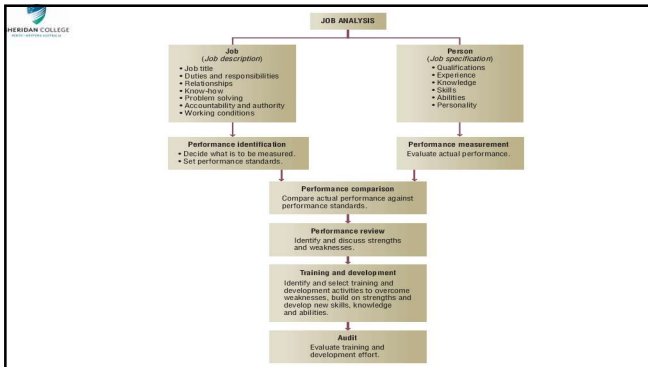 SHERIDAN COLLEGE
PERTH | WESTERN AUSTRALIA
JOB ANALYSIS
Job
(Job description)
• Job title
• Duties and responsibilities
• Relationships
• Know-how
• Problem solving
• Accountability and authority
• Working conditions
Person
(Job specification)
• Qualifications
• Experience
• Knowledge
• Skills
• Abilities
• Personality
Performance identification
• Decide what is to be measured.
• Set performance standards.
Performance measurement
Evaluate actual performance.
Performance comparison
Compare actual performance against
performance standards.
Performance review
Identify and discuss strengths
and weaknesses.
Training and development
Identify and select training and
development activities to overcome
weaknesses, build on strengths and
develop new skills, knowledge
and abilities.
Audit
Evaluate training and
development effort.